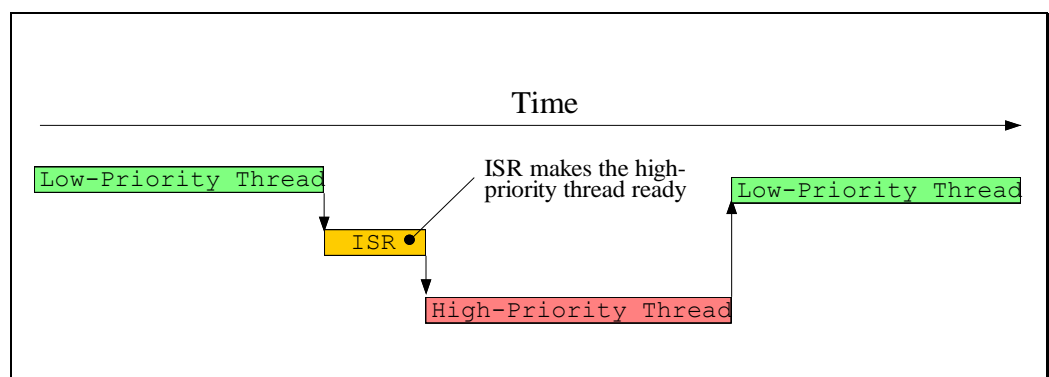 Time
Low-Priority Thread
ISR makes the high-
priority thread ready
Low-Priority Thread
ISR
High-Priority Thread